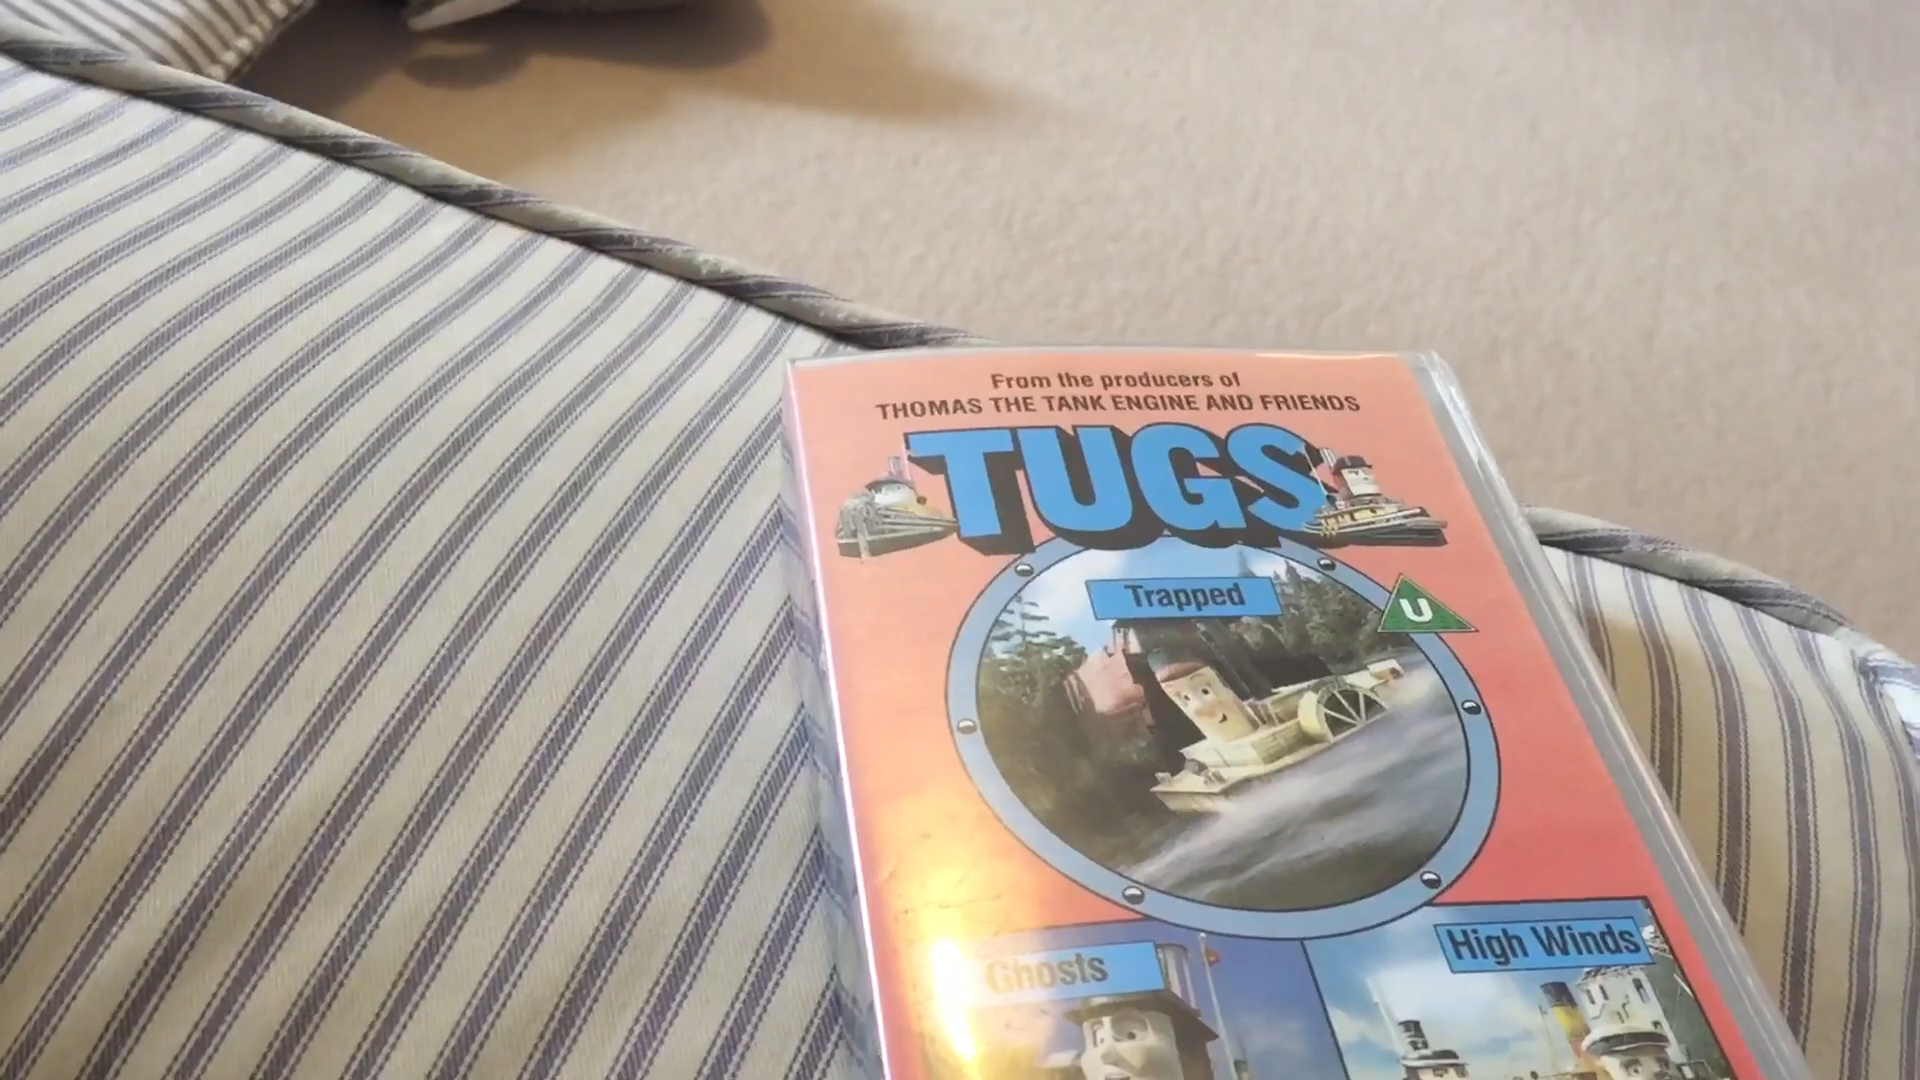 From the producers of
THOMAS THE TANK ENGINE AND FRIENDS
TUGS
Trapped
U
Ghosts
High Winds